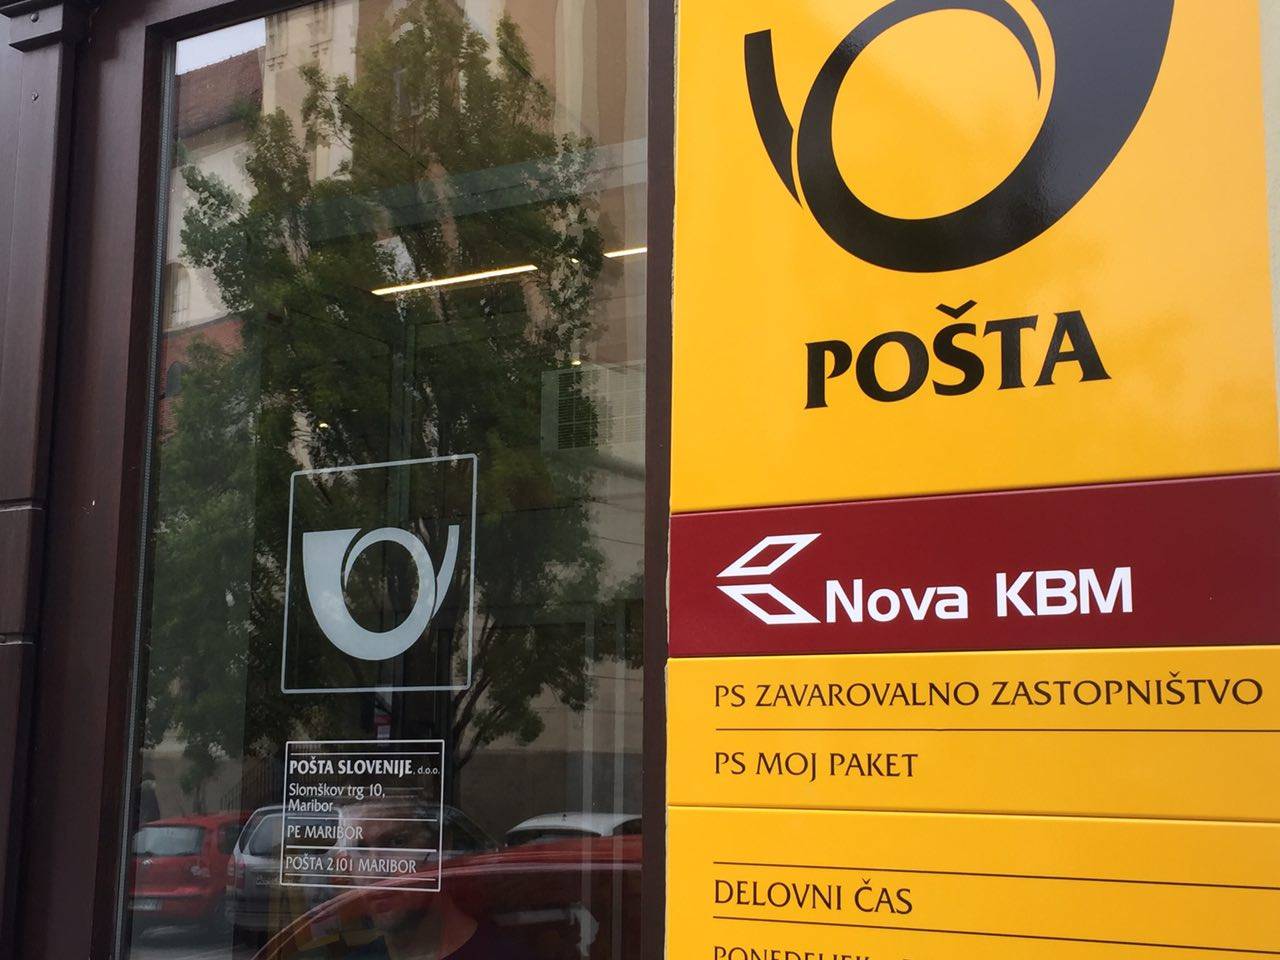 POŠTA
Nova KBM
PS ZAVAROVALNO ZASTOPNIŠTVO
PS MOJ PAKET
DELOVNI ČAS
PONEDELJEK
POŠTA SLOVENIJE, d.o.o.
Slomškov trg 10,
Maribor
PE MARIBOR
POŠTA 2101 MARIBOR